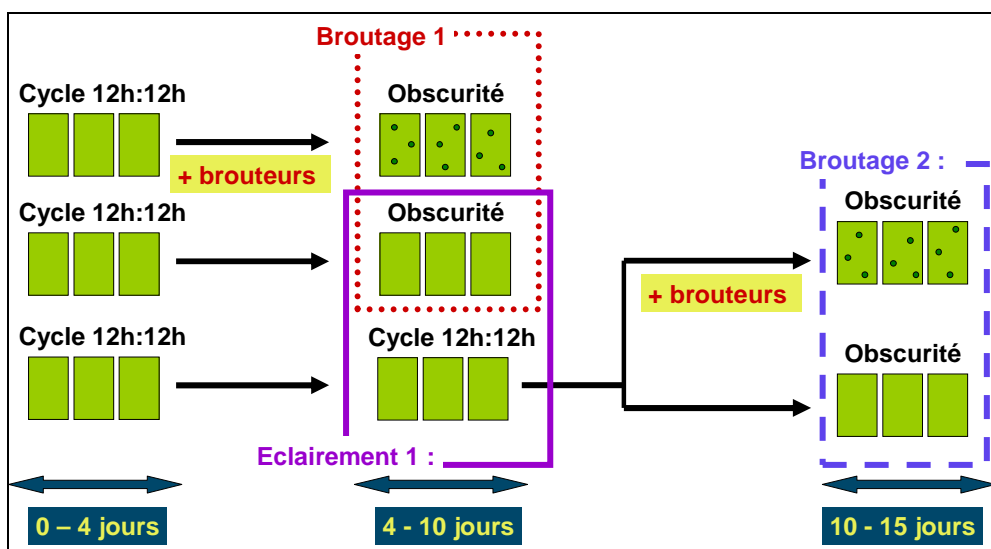 Broutage 1
Cycle 12h:12h
Obscurité
+ brouteurs
Broutage 2 :
Cycle 12h:12h
Obscurité
Obscurité
+ brouteurs
Cycle 12h:12h
Cycle 12h:12h
Obscurité
Eclairement 1 :
0 – 4 jours
4 - 10 jours
10 - 15 jours